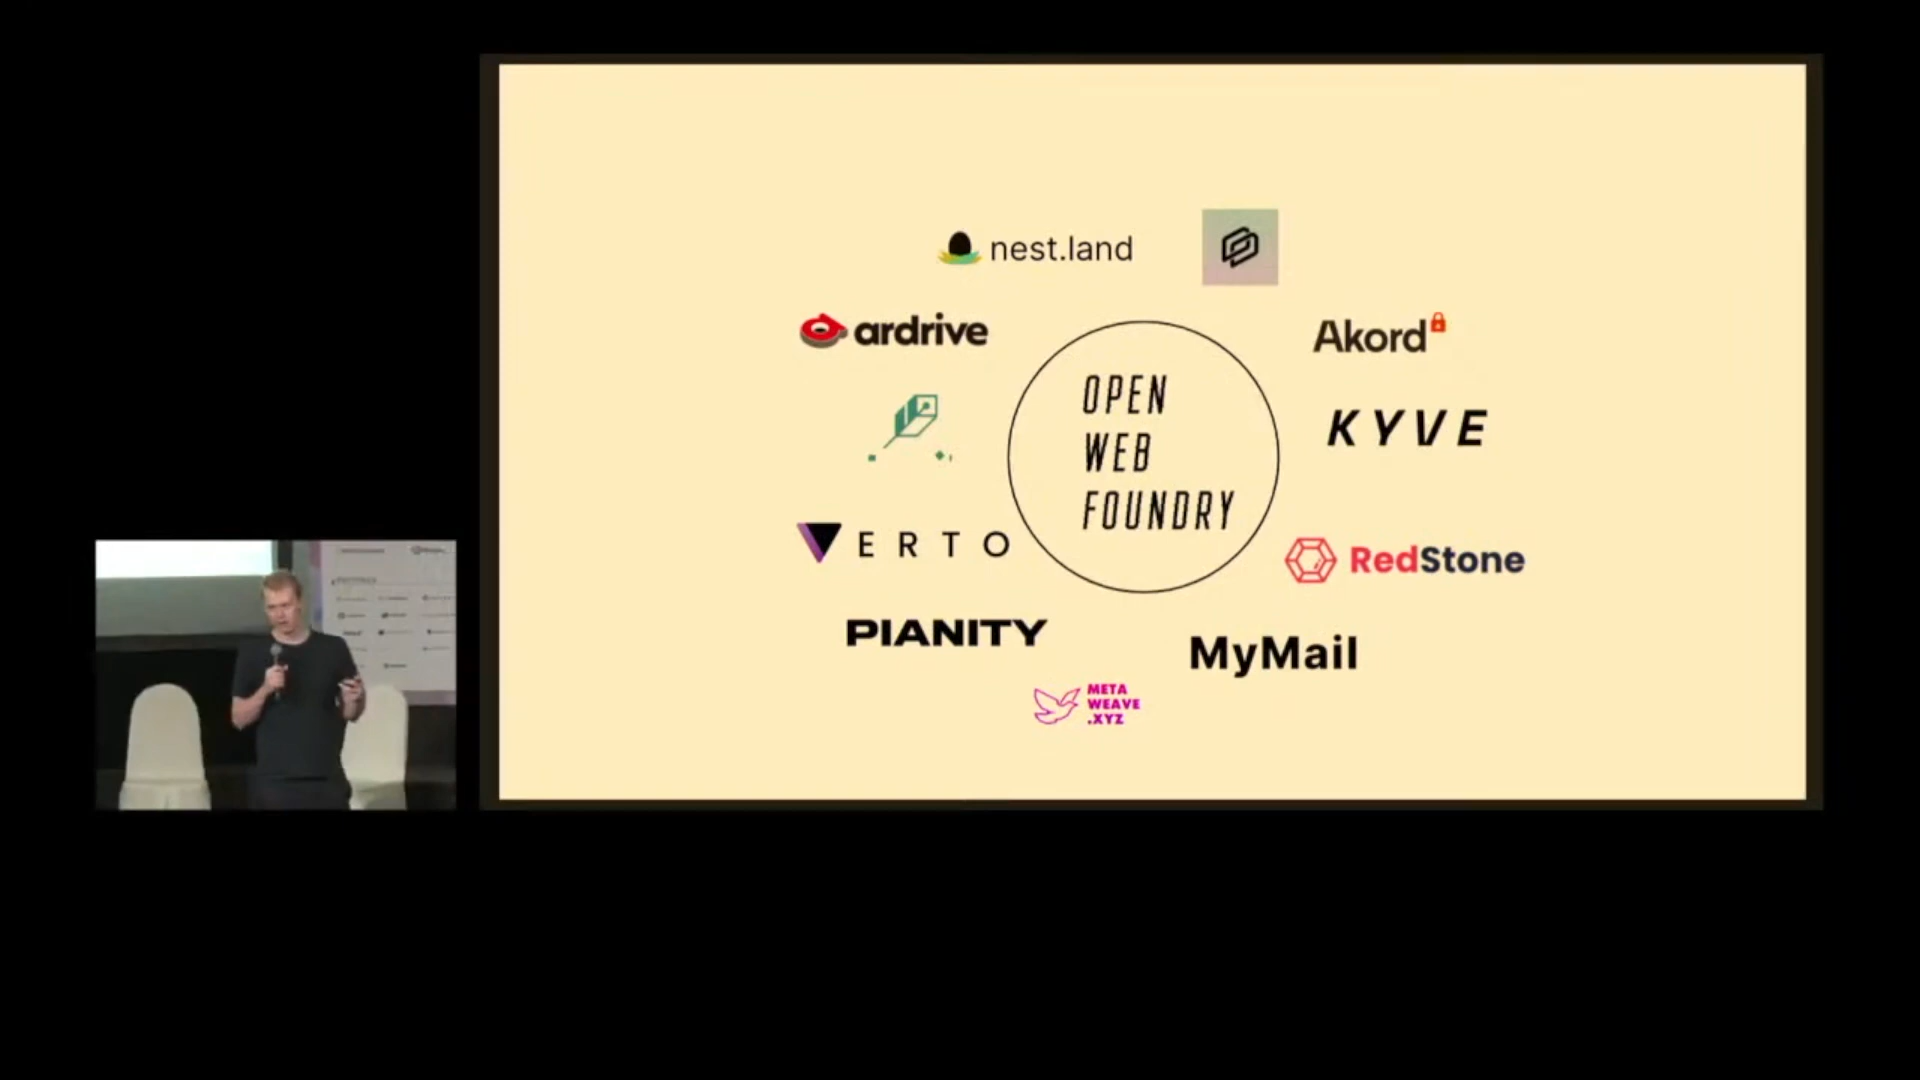 nest.land
ardrive
Akord
OPEN
WEB
FOUNDRY
KYVE
VERTO
RedStone
PIANITY
MyMail
META
WEAVE
.XYZ